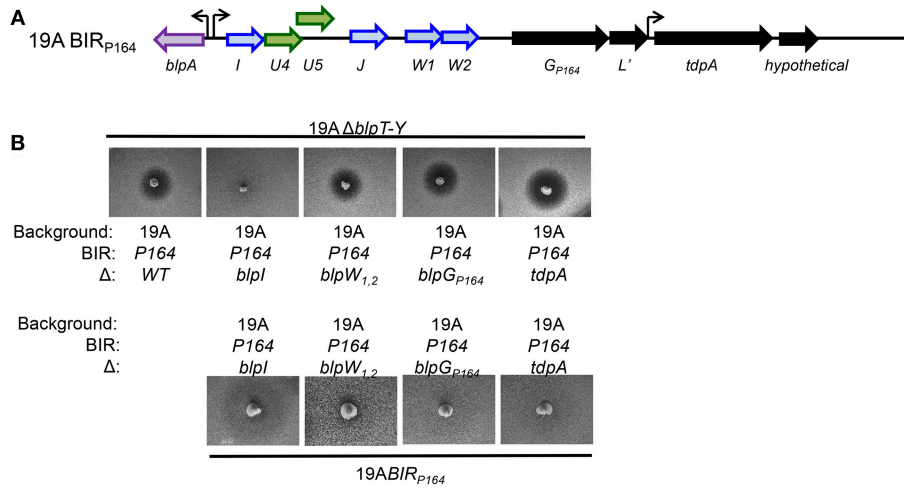 A
19A BIRP164
blpA I U4 U5 J W1 W2 GP164 L' tdpA hypothetical
B
19A ΔblpT-Y
Background: 19A 19A 19A 19A 19A
BIR: P164 P164 P164 P164 P164
Δ: WT blpI blpW1,2 blpGP164 tdpA
Background: 19A 19A 19A 19A
BIR: P164 P164 P164 P164
Δ: blpI blpW1,2 blpGP164 tdpA
19ABIRP164